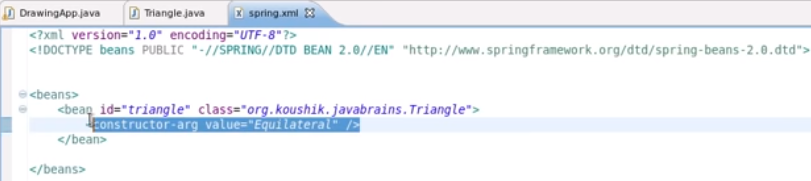 DrawingApp.java Triangle.java spring.xml
<?xml version="1.0" encoding="UTF-8"?>
<!DOCTYPE beans PUBLIC "-//SPRING//DTD BEAN 2.0//EN" "http://www.springframework.org/dtd/spring-beans-2.0.dtd">
<beans>
<bean id="triangle" class="org.koushik.javabrains.Triangle">
<constructor-arg value="Equilateral" />
</bean>
</beans>